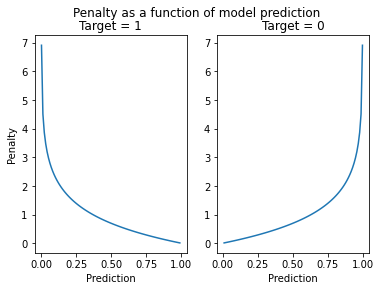 Penalty as a function of model prediction
Target = 1
Target = 0
Penalty
7
6
5
4
3
2
1
0
0.00 0.25 0.50 0.75 1.00
Prediction
7
6
5
4
3
2
1
0
0.00 0.25 0.50 0.75 1.00
Prediction